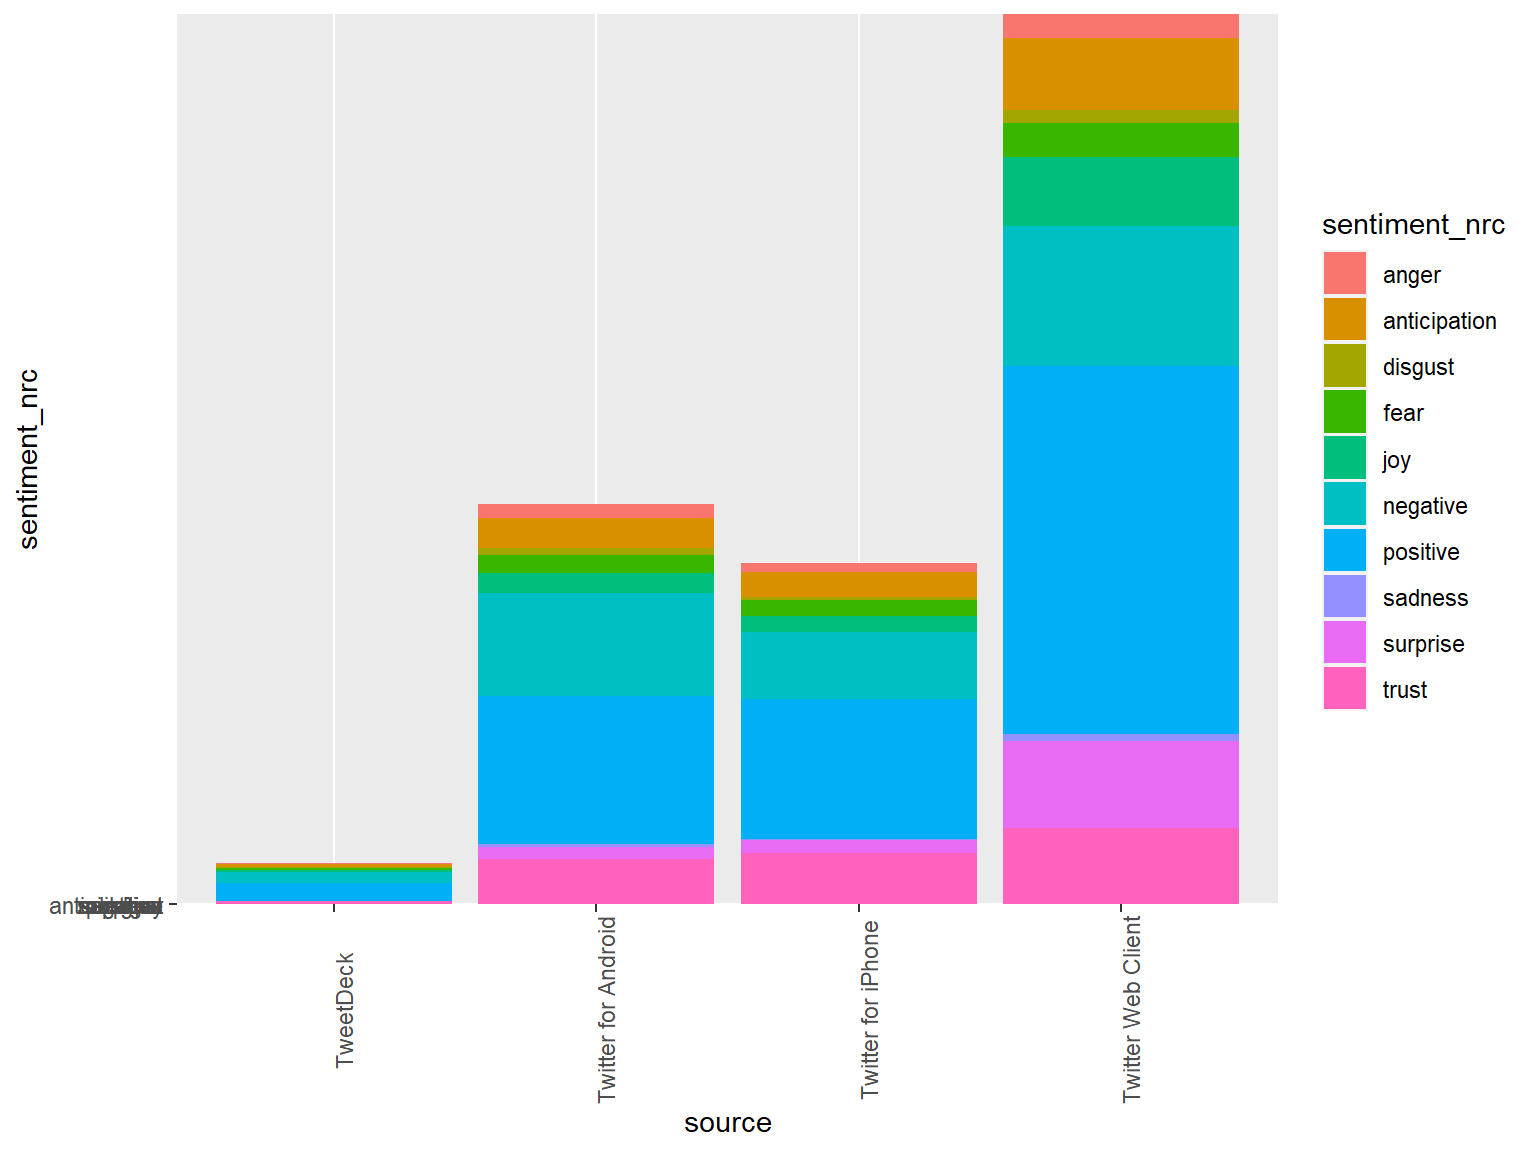 sentiment_nrc
TweetDeck
Twitter for Android
Twitter for iPhone
Twitter Web Client
source
sentiment_nrc
anger
anticipation
disgust
fear
joy
negative
positive
sadness
surprise
trust